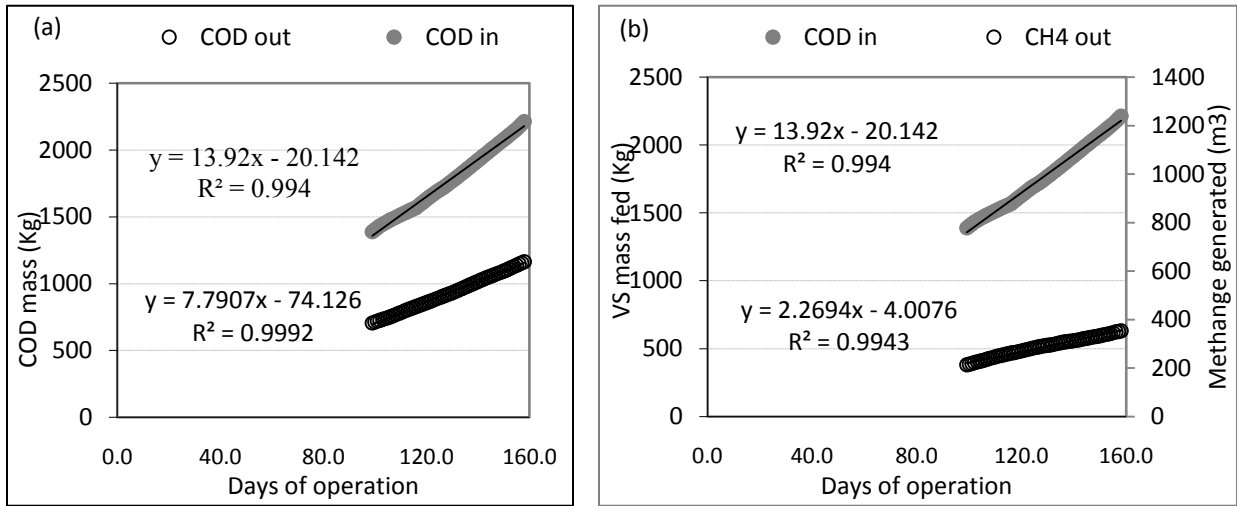 (a)
COD out COD in
2500
2000
1500
1000
500
0
COD mass (Kg)
y = 13.92x - 20.142
R² = 0.994
y = 7.7907x - 74.126
R² = 0.9992
0.0 40.0 80.0 120.0 160.0
Days of operation
(b)
COD in CH4 out
2500
2000
1500
1000
500
0
VS mass fed (Kg)
y = 13.92x - 20.142
R² = 0.994
y = 2.2694x - 4.0076
R² = 0.9943
1400
1200
1000
800
600
400
200
0
Methange generated (m3)
0.0 40.0 80.0 120.0 160.0
Days of operation